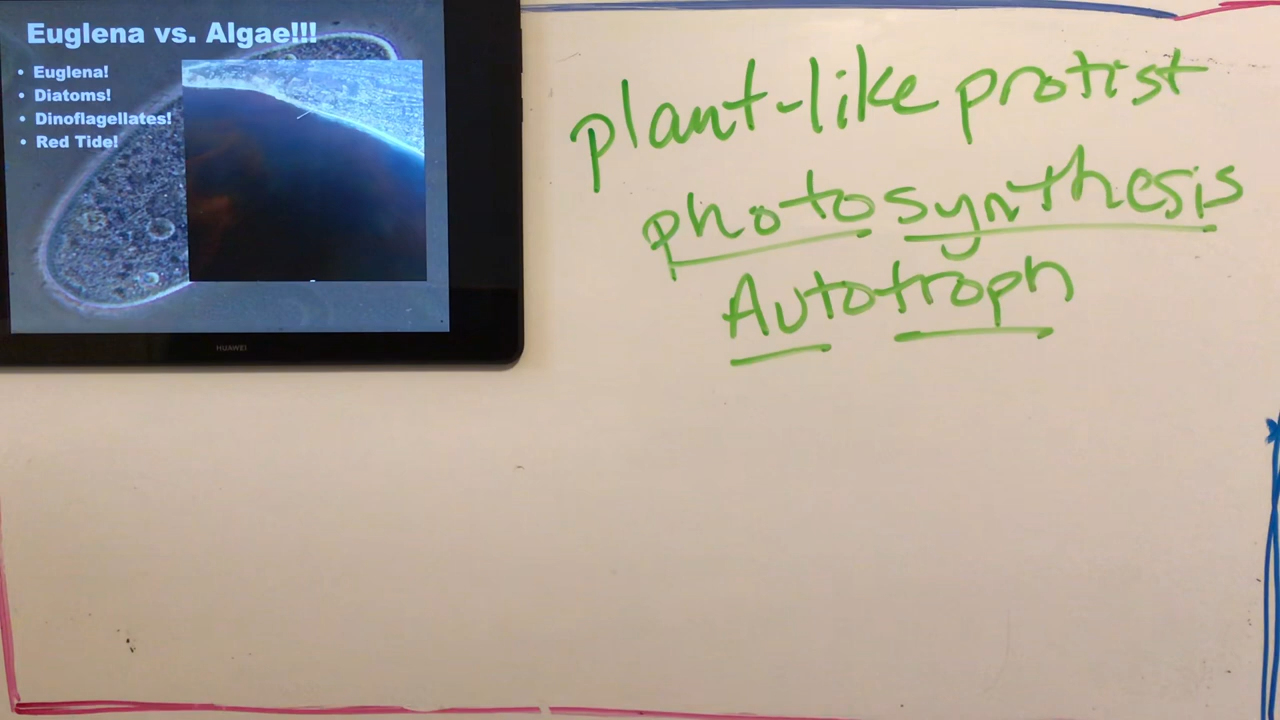 Euglena vs. Algae!!!
• Euglena!
• Diatoms!
• Dinoflagellates!
• Red Tide!
HUAWEI
plant-like protist
photosynthesis
Autotroph